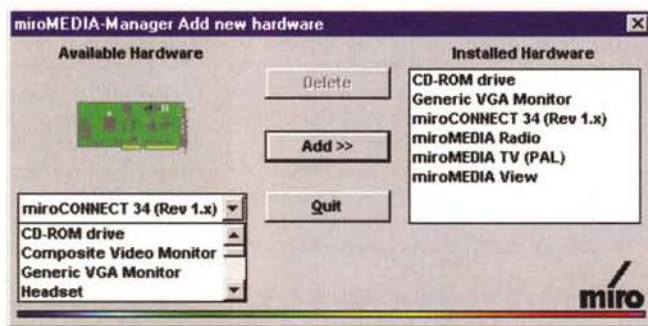 miroMEDIA-Manager Add new hardware
Available Hardware
miroCONNECT 34 (Rev 1.x)
CD-ROM drive
Composite Video Monitor
Generic VGA Monitor
Headset
Delete
Add >>
Quit
Installed Hardware
CD-ROM drive
Generic VGA Monitor
miroCONNECT 34 (Rev 1.x)
miroMEDIA Radio
miroMEDIA TV (PAL)
miroMEDIA View
miro